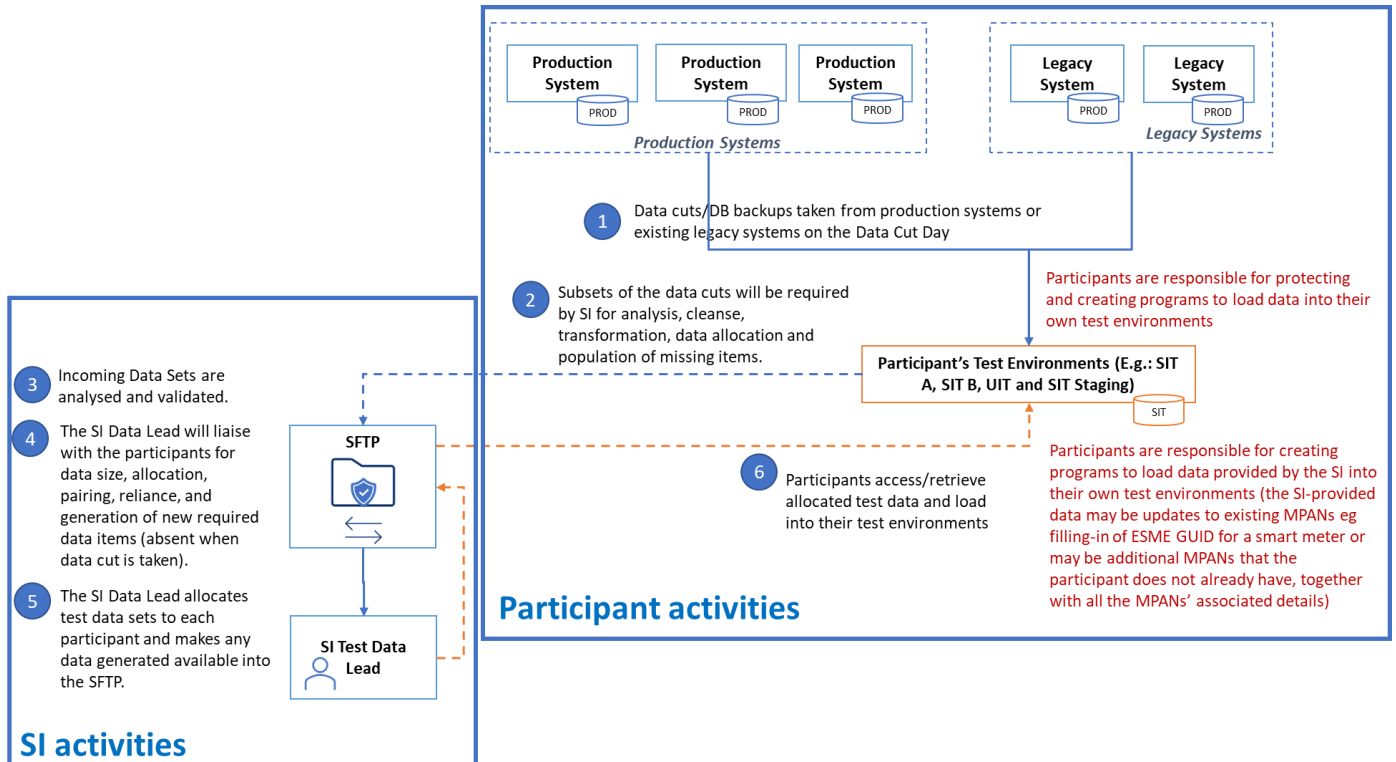 Production
System
PROD
Production
System
PROD
Production
System
PROD
Production Systems
Legacy
System
PROD
Legacy
System
PROD
Legacy Systems
1
Data cuts/DB backups taken from production systems or
existing legacy systems on the Data Cut Day
2
Subsets of the data cuts will be required
by SI for analysis, cleanse,
transformation, data allocation and
population of missing items.
Participants are responsible for protecting
and creating programs to load data into their
own test environments
Participant's Test Environments (E.g.: SIT
A, SIT B, UIT and SIT Staging)
SIT
3
Incoming Data Sets are
analysed and validated.
4
The SI Data Lead will liaise
with the participants for
data size, allocation,
pairing, reliance, and
generation of new required
data items (absent when
data cut is taken).
5
The SI Data Lead allocates
test data sets to each
participant and makes any
data generated available into
the SFTP.
SFTP
SI Test Data
Lead
6
Participants access/retrieve
allocated test data and load
into their test environments
Participants are responsible for creating
programs to load data provided by the SI into
their own test environments (the SI-provided
data may be updates to existing MPANs eg
filling-in of ESME GUID for a smart meter or
may be additional MPANs that the
participant does not already have, together
with all the MPANs' associated details)
Participant activities
SI activities